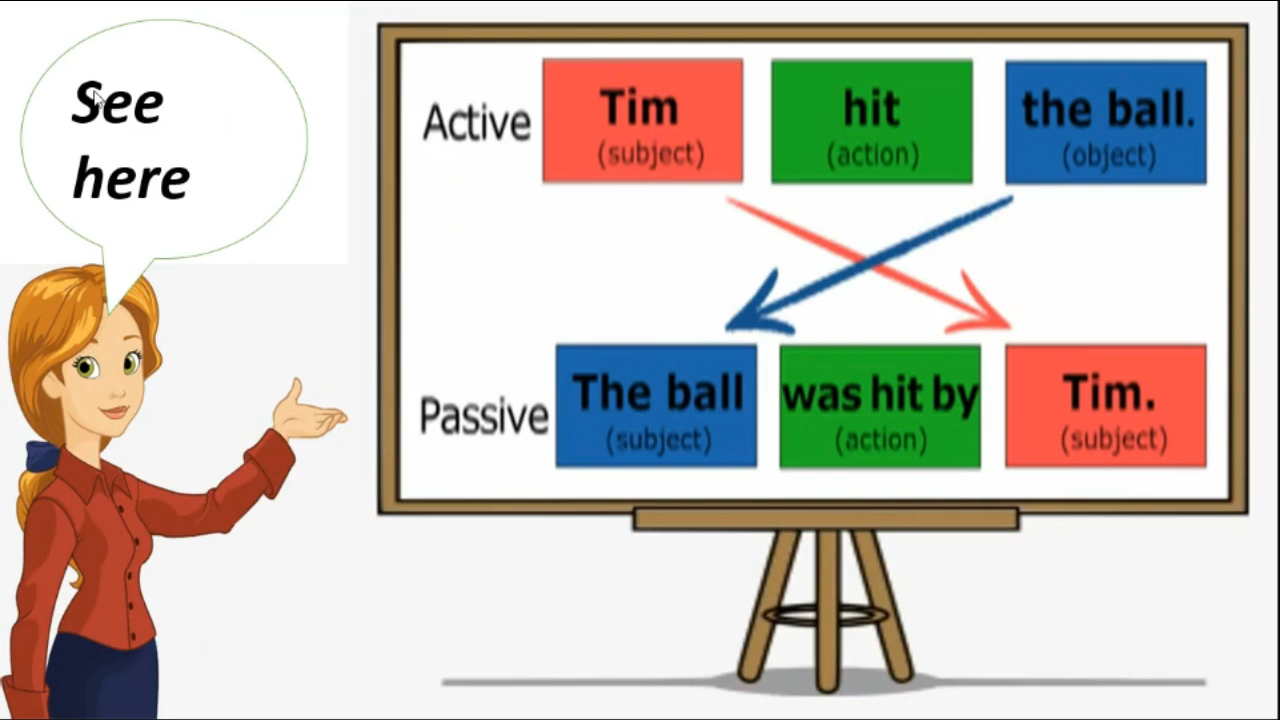 See
here
Active
Tim
(subject)
hit
(action)
the ball.
(object)
Passive
The ball
(subject)
was hit by
(action)
Tim.
(subject)